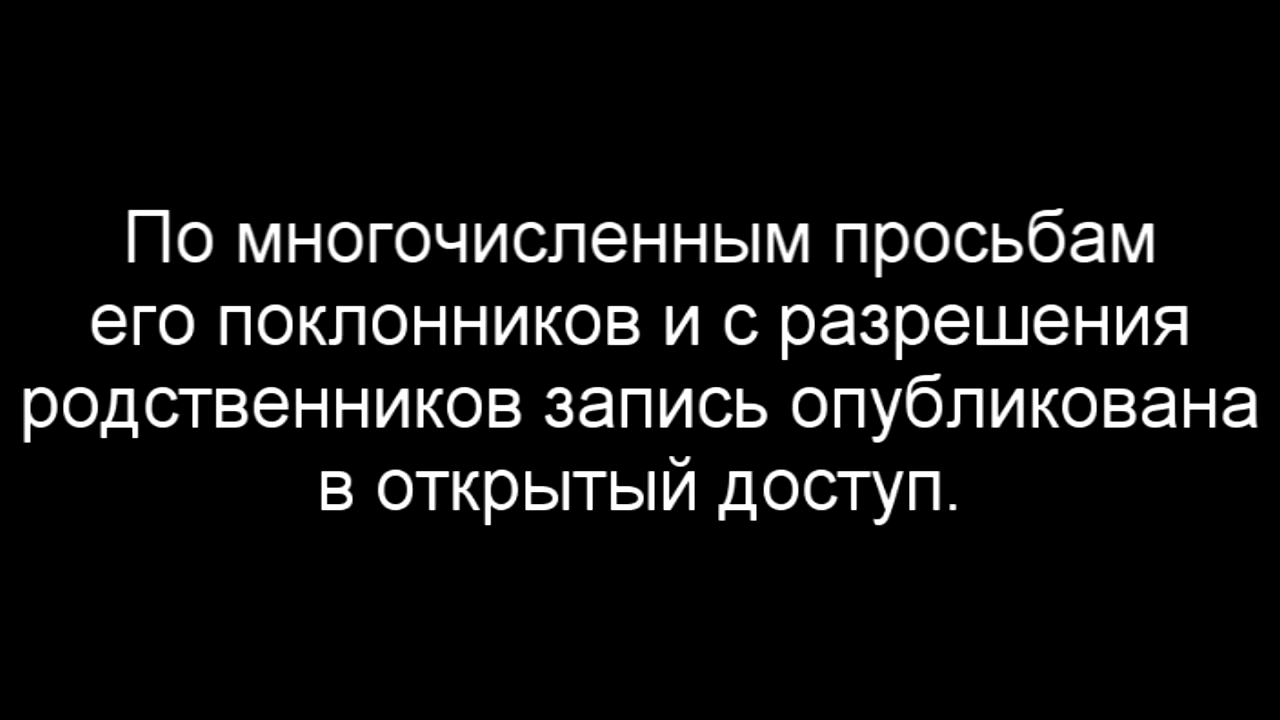 По многочисленным просьбам
его поклонников и с разрешения
родственников запись опубликована
в открытый доступ.